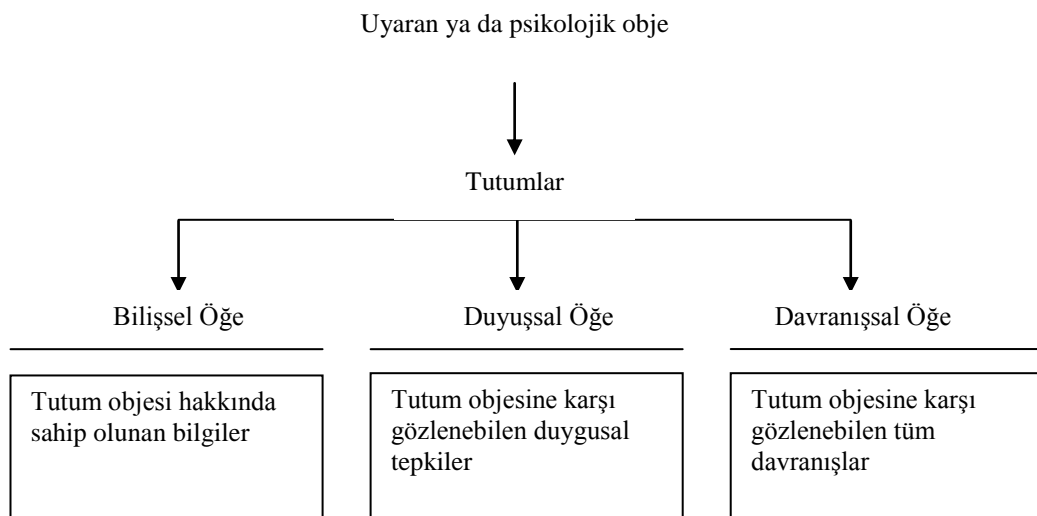 Uyaran ya da psikolojik obje
Tutumlar
Bilişsel Öğe
Duyuşsal Öğe
Davranışsal Öğe
Tutum objesi hakkında
sahip olunan bilgiler
Tutum objesine karşı
gözlenebilen duygusal
tepkiler
Tutum objesine karşı
gözlenebilen tüm
davranışlar